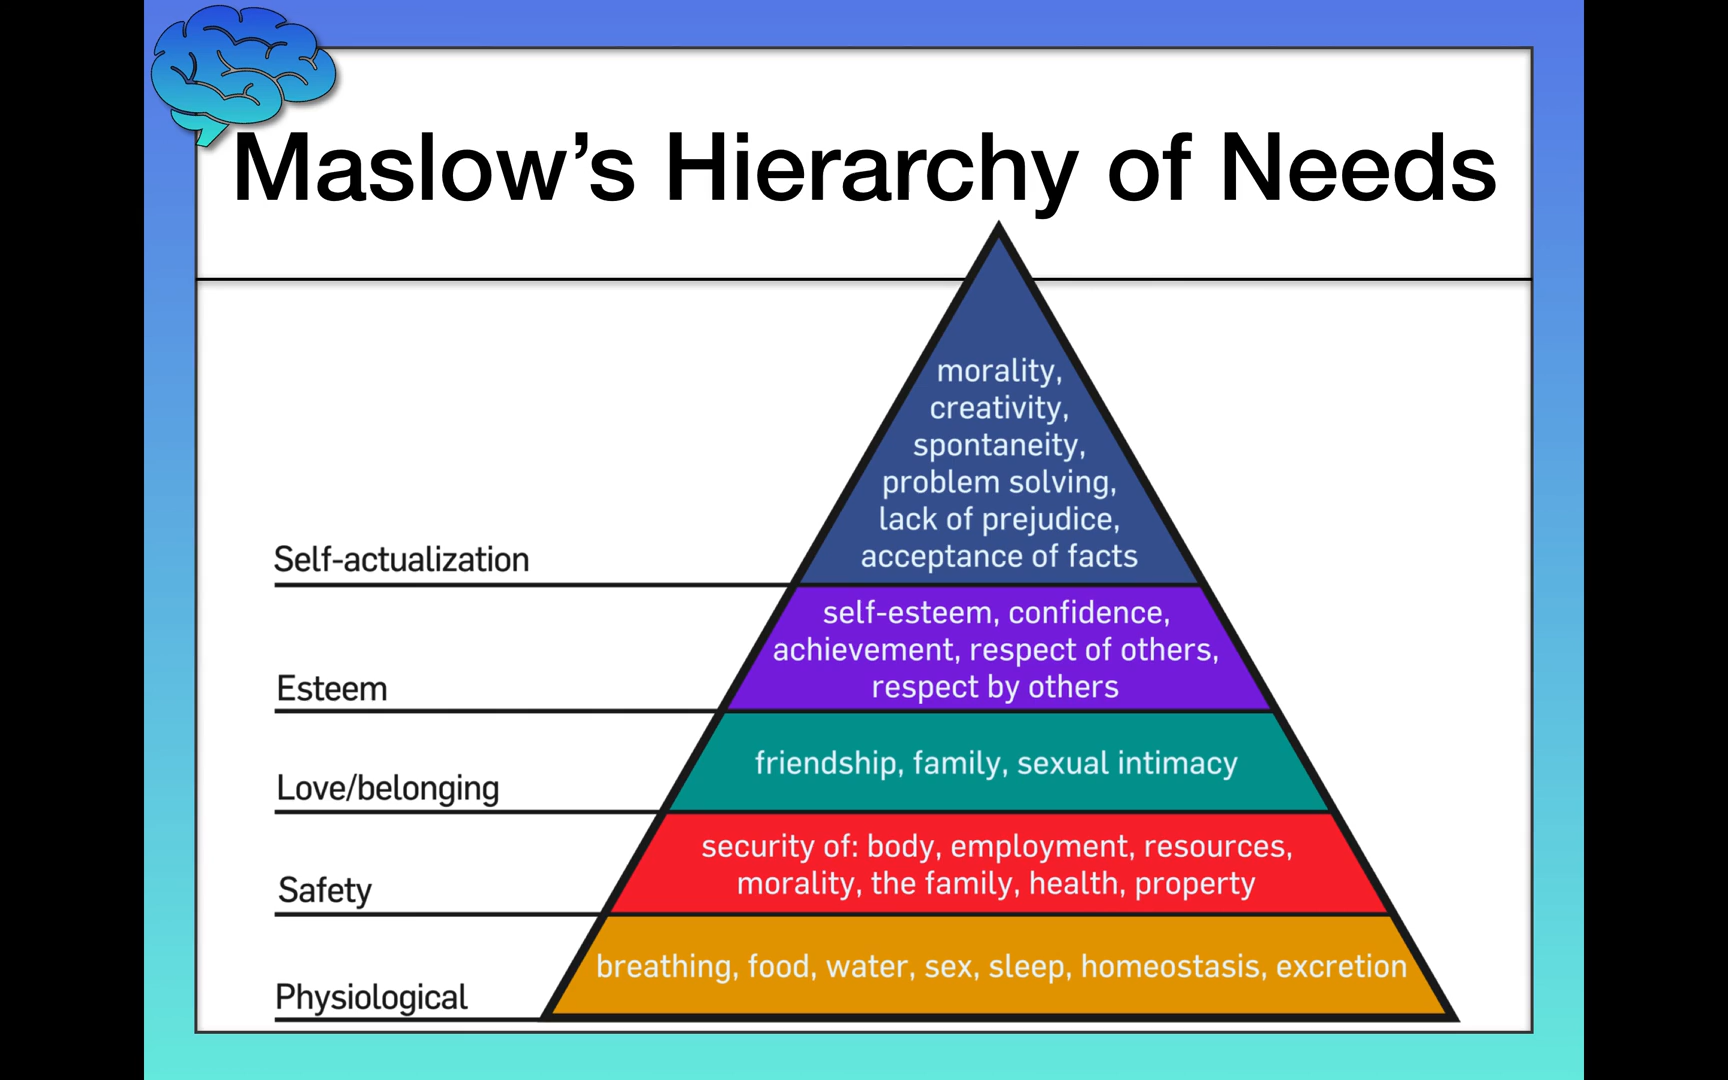 Maslow’s Hierarchy of Needs
morality,
creativity,
spontaneity,
problem solving,
lack of prejudice,
acceptance of facts
Self-actualization
self-esteem, confidence,
achievement, respect of others,
respect by others
Esteem
friendship, family, sexual intimacy
Love/belonging
security of: body, employment, resources,
morality, the family, health, property
Safety
breathing, food, water, sex, sleep, homeostasis, excretion
Physiological